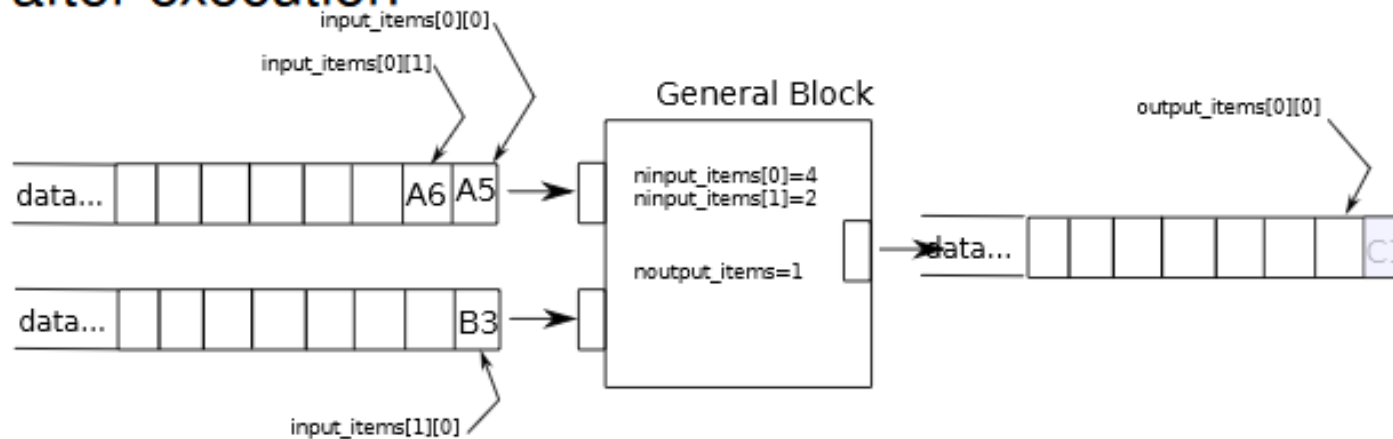 after execution
input_items[0][0]
input_items[0][1]
General Block
output_items[0][0]
ninput_items[0]=4
ninput_items[1]=2
data... A6 A5
noutput_items=1
data...
data... B3
input_items[1][0]